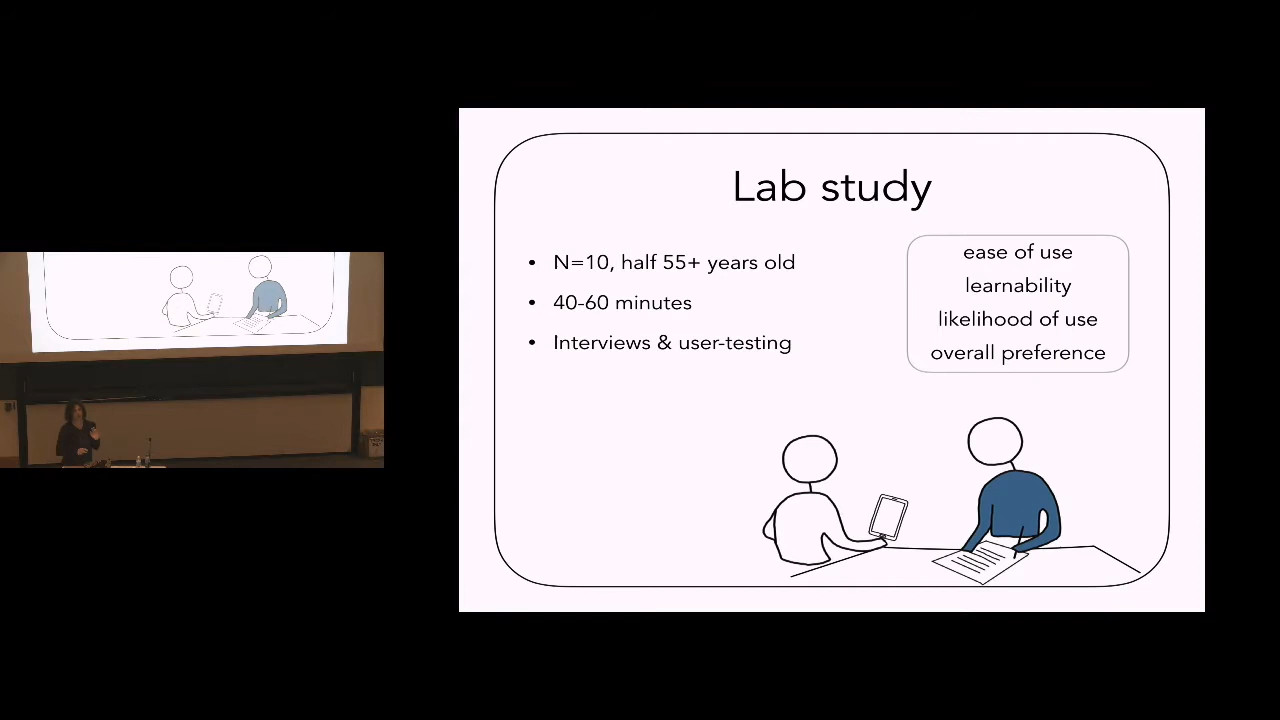 Lab study
• N=10, half 55+ years old
• 40-60 minutes
• Interviews & user-testing
ease of use
learnability
likelihood of use
overall preference